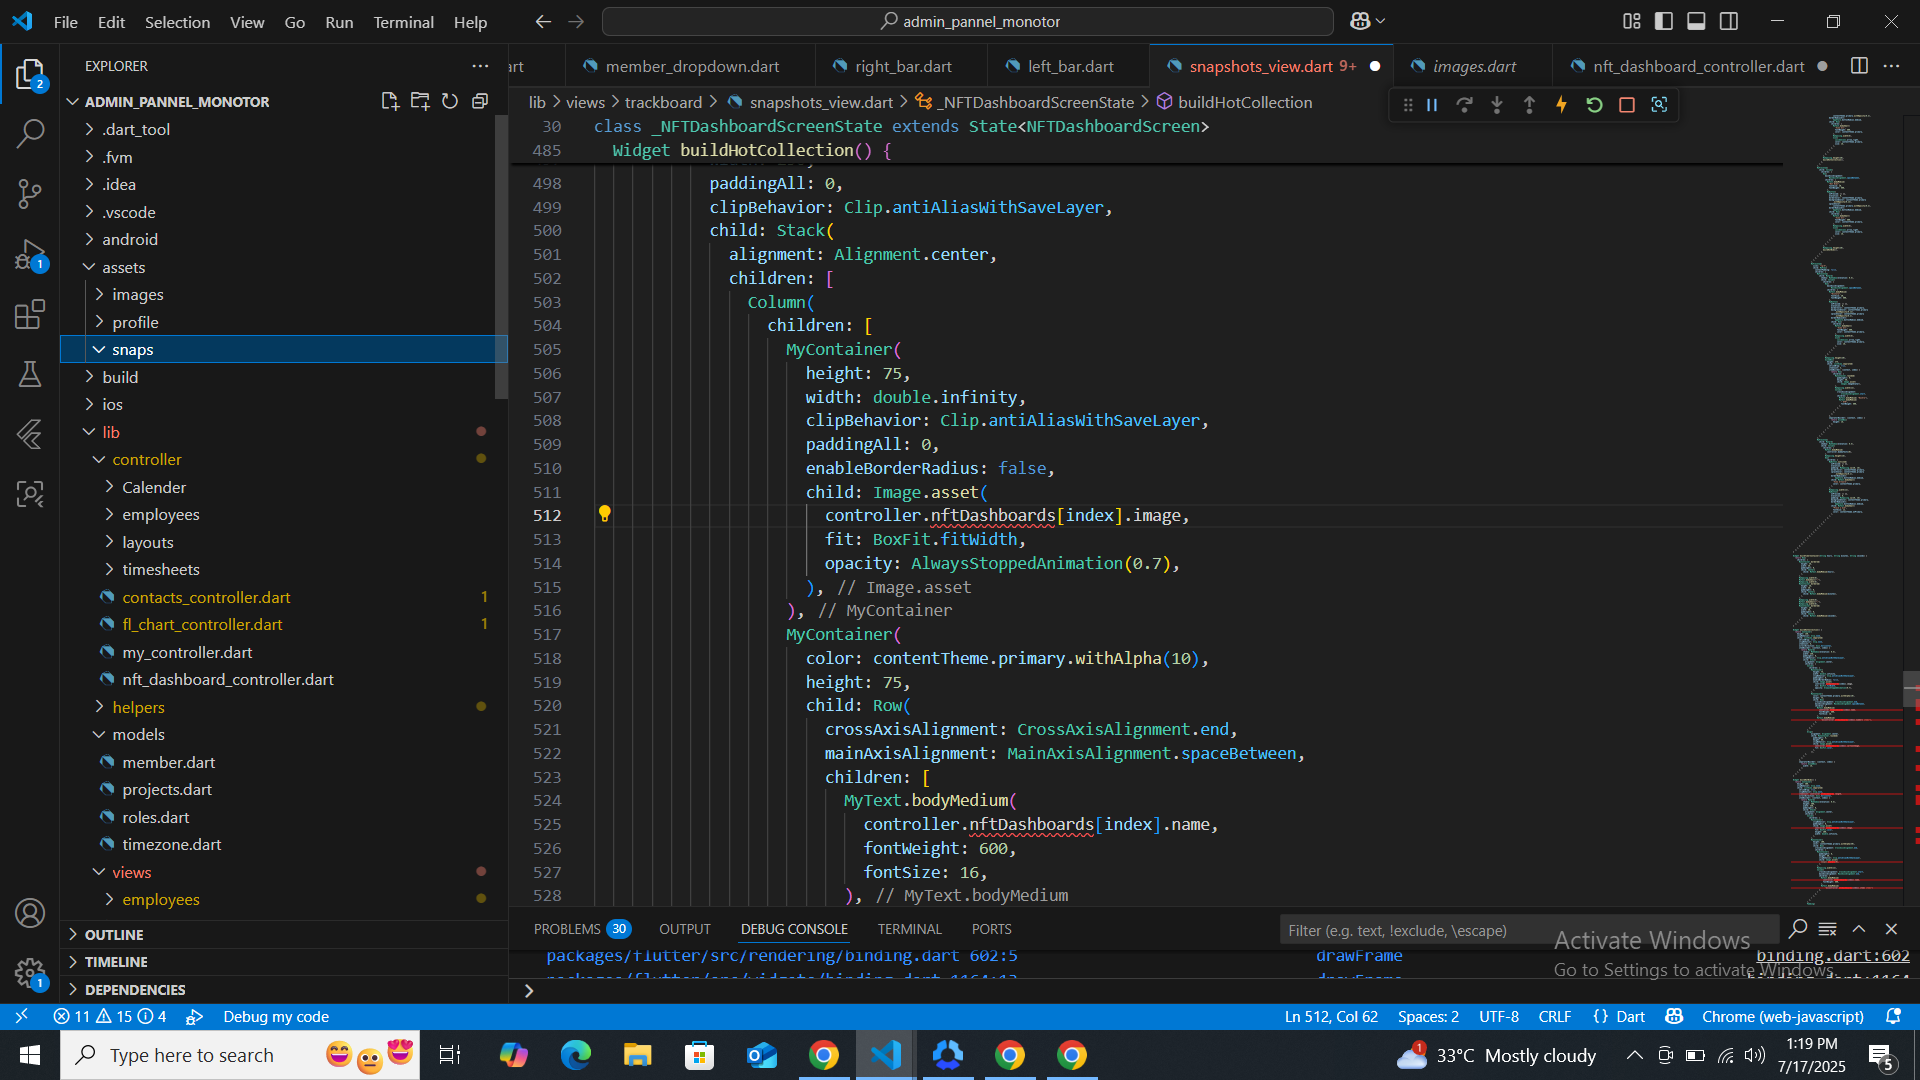 File Edit Selection View Go Run Terminal Help
admin_pannel_monotor
EXPLORER
ADMIN_PANNEL_MONOTOR
.dart_tool
.fvm
.idea
.vscode
android
assets
images
profile
snaps
build
ios
lib
controller
Calender
employees
layouts
timesheets
contacts_controller.dart 1
fl_chart_controller.dart 1
my_controller.dart
nft_dashboard_controller.dart
helpers
models
member.dart
projects.dart
roles.dart
timezone.dart
views
employees
OUTLINE
TIMELINE
DEPENDENCIES
2
1
1
art member_dropdown.dart right_bar.dart left_bar.dart snapshots_view.dart 9+ images.dart nft_dashboard_controller.dart
lib > views > trackboard > snapshots_view.dart > _NFTDashboardScreenState > buildHotCollection
30 class _NFTDashboardScreenState extends State<NFTDashboardScreen>
485 Widget buildHotCollection() {
498 paddingAll: 0,
499 clipBehavior: Clip.antiAliasWithSaveLayer,
500 child: Stack(
501 alignment: Alignment.center,
502 children: [
503 Column(
504 children: [
505 MyContainer(
506 height: 75,
507 width: double.infinity,
508 clipBehavior: Clip.antiAliasWithSaveLayer,
509 paddingAll: 0,
510 enableBorderRadius: false,
511 child: Image.asset(
512 controller.nftDashboards[index].image,
513 fit: BoxFit.fitWidth,
514 opacity: AlwaysStoppedAnimation(0.7),
515 ), // Image.asset
516 ), // MyContainer
517 MyContainer(
518 color: contentTheme.primary.withAlpha(10),
519 height: 75,
520 child: Row(
521 crossAxisAlignment: CrossAxisAlignment.end,
522 mainAxisAlignment: MainAxisAlignment.spaceBetween,
523 children: [
524 MyText.bodyMedium(
525 controller.nftDashboards[index].name,
526 fontWeight: 600,
527 fontSize: 16,
528 ), // MyText.bodyMedium
PROBLEMS 30 OUTPUT DEBUG CONSOLE TERMINAL PORTS
Filter (e.g. text, !exclude, \escape)
packages/flutter/src/rendering/binding.dart 602:5 drawFrame binding.dart:602
Activate Windows
Go to Settings to activate Windows.
11 15 4 Debug my code Ln 512, Col 62 Spaces: 2 UTF-8 CRLF {} Dart Chrome (web-javascript)
Type here to search
1
33°C Mostly cloudy
1:19 PM
7/17/2025
5